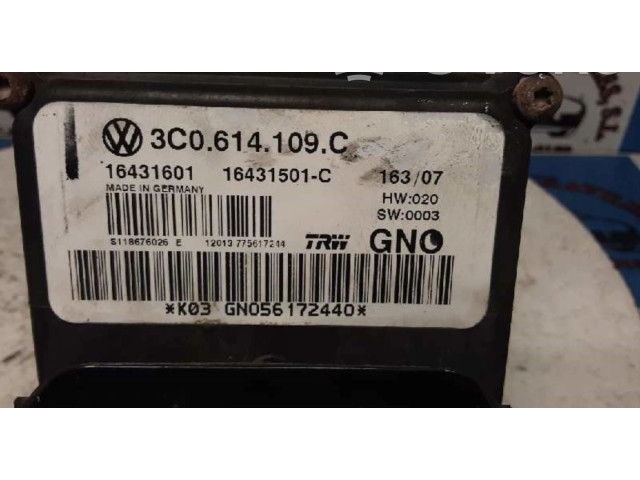 VW 3C0.614.109.C
16431601 16431501-C 163/07
MADE IN GERMANY HW:020
SW:0003
S118676026 E 12013 775617244 TRW GNO
*K03 GN056172440*